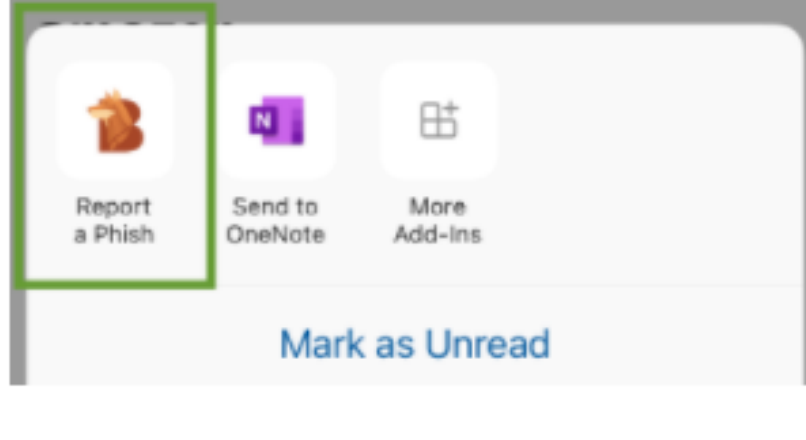 Report
a Phish
Send to
OneNote
More
Add-Ins
N
Mark as Unread